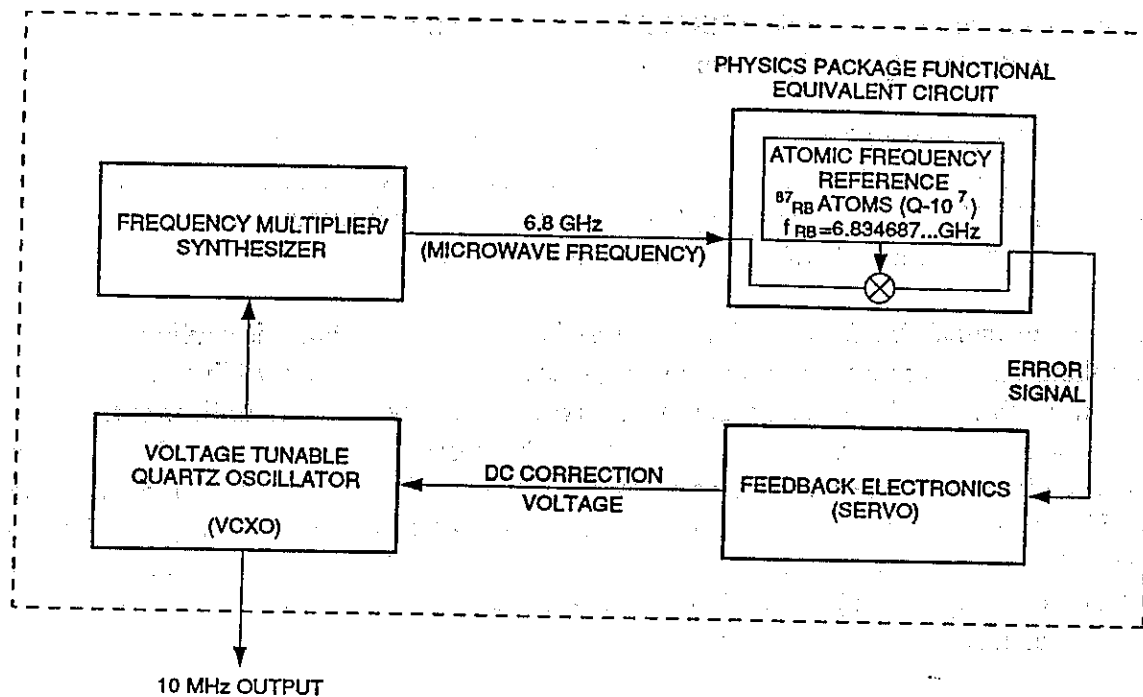 PHYSICS PACKAGE FUNCTIONAL
EQUIVALENT CIRCUIT
ATOMIC FREQUENCY
REFERENCE
87RB ATOMS (Q-10 7.)
fRB=6.834687...GHz
FREQUENCY MULTIPLIER/
SYNTHESIZER
6.8 GHz
(MICROWAVE FREQUENCY)
ERROR
SIGNAL
VOLTAGE TUNABLE
QUARTZ OSCILLATOR
(VCXO)
DC CORRECTION
VOLTAGE
FEEDBACK ELECTRONICS
(SERVO)
10 MHz OUTPUT